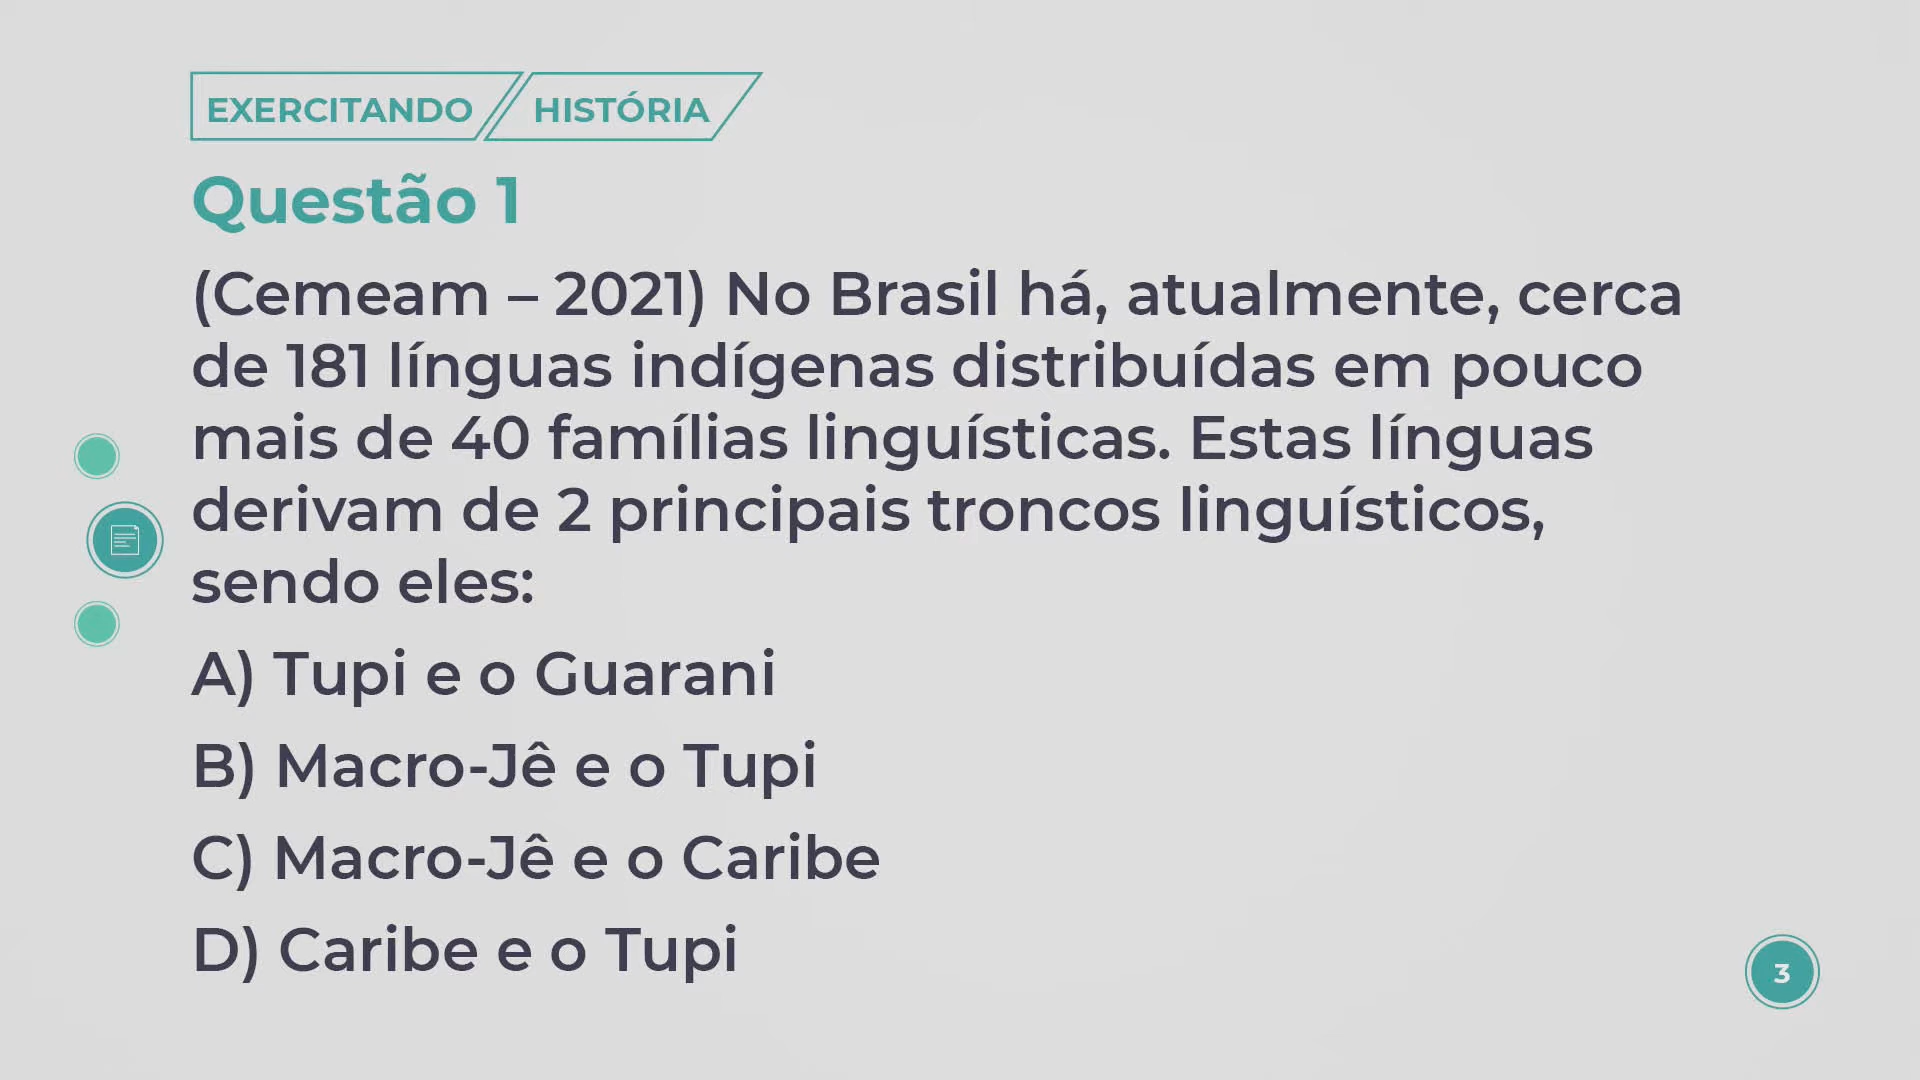 EXERCITANDO HISTÓRIA
Questão 1
(Cemeam – 2021) No Brasil há, atualmente, cerca
de 181 línguas indígenas distribuídas em pouco
mais de 40 famílias linguísticas. Estas línguas
derivam de 2 principais troncos linguísticos,
sendo eles:
A) Tupi e o Guarani
B) Macro-Jê e o Tupi
C) Macro-Jê e o Caribe
D) Caribe e o Tupi
3